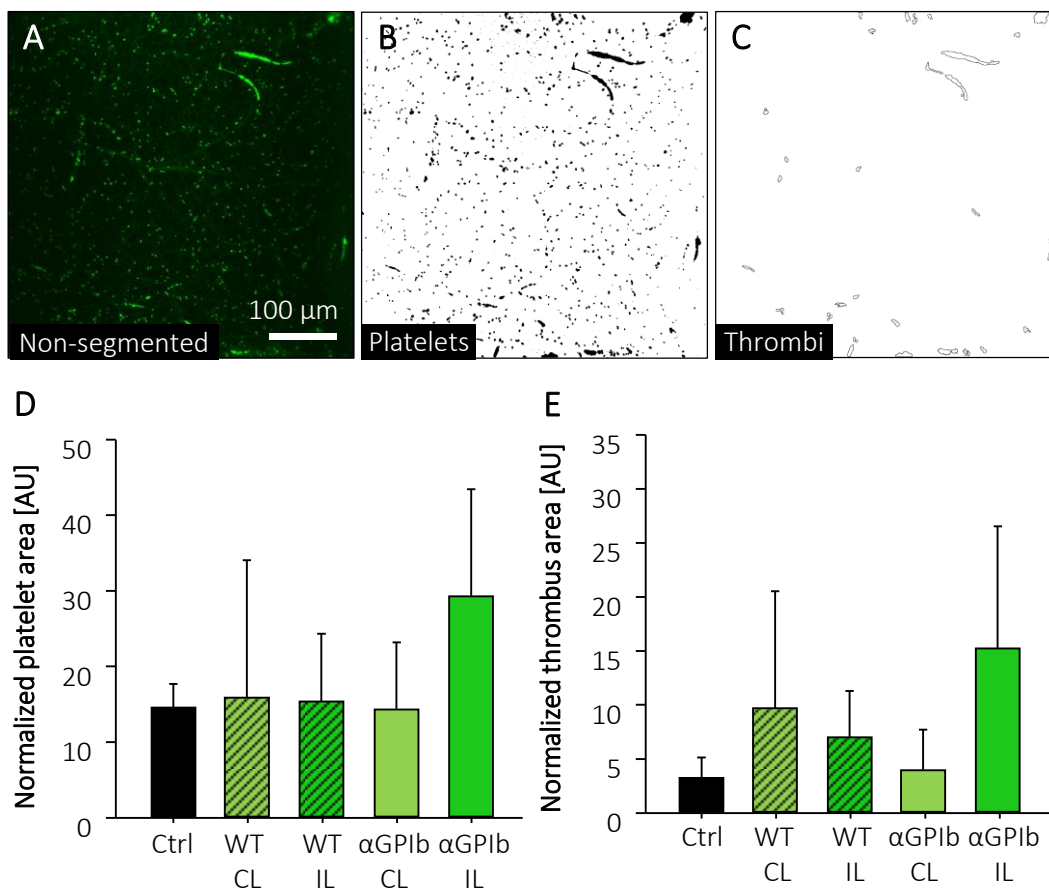 A
B
C
100 µm
Non-segmented
Platelets
Thrombi
D
Normalized platelet area [AU]
50
40
30
20
10
0
Ctrl WT WT αGPIb αGPIb
CL IL CL IL
E
Normalized thrombus area [AU]
35
30
25
20
15
10
5
0
Ctrl WT WT αGPIb αGPIb
CL IL CL IL